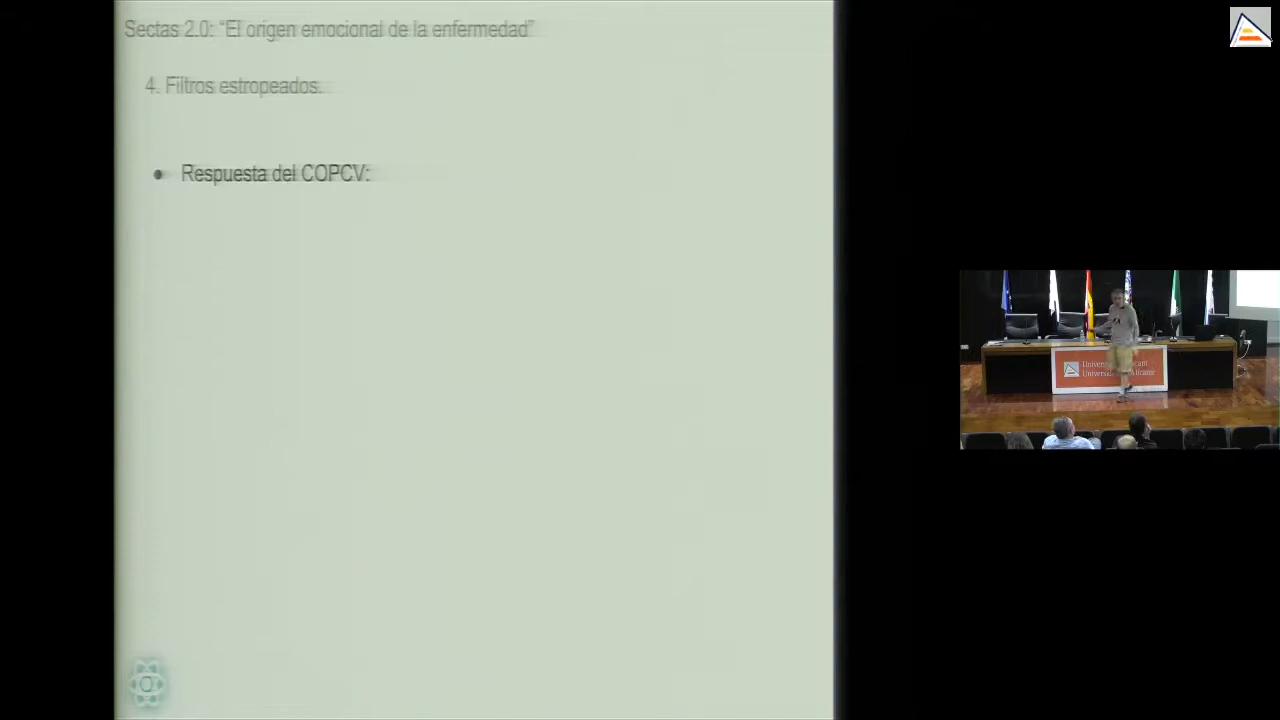 Sectas 2.0: “El origen emocional de la enfermedad”
4. Filtros estropeados.
• Respuesta del COPCV: